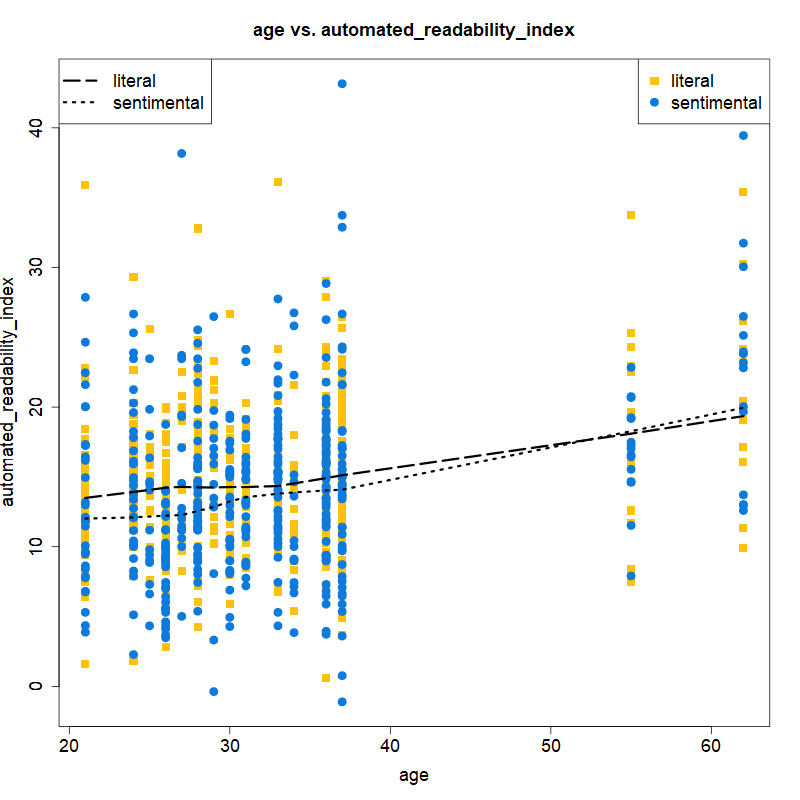 age vs. automated_readability_index
literal
sentimental
literal
sentimental
automated_readability_index
40
30
20
10
0
20 30 40 50 60
age